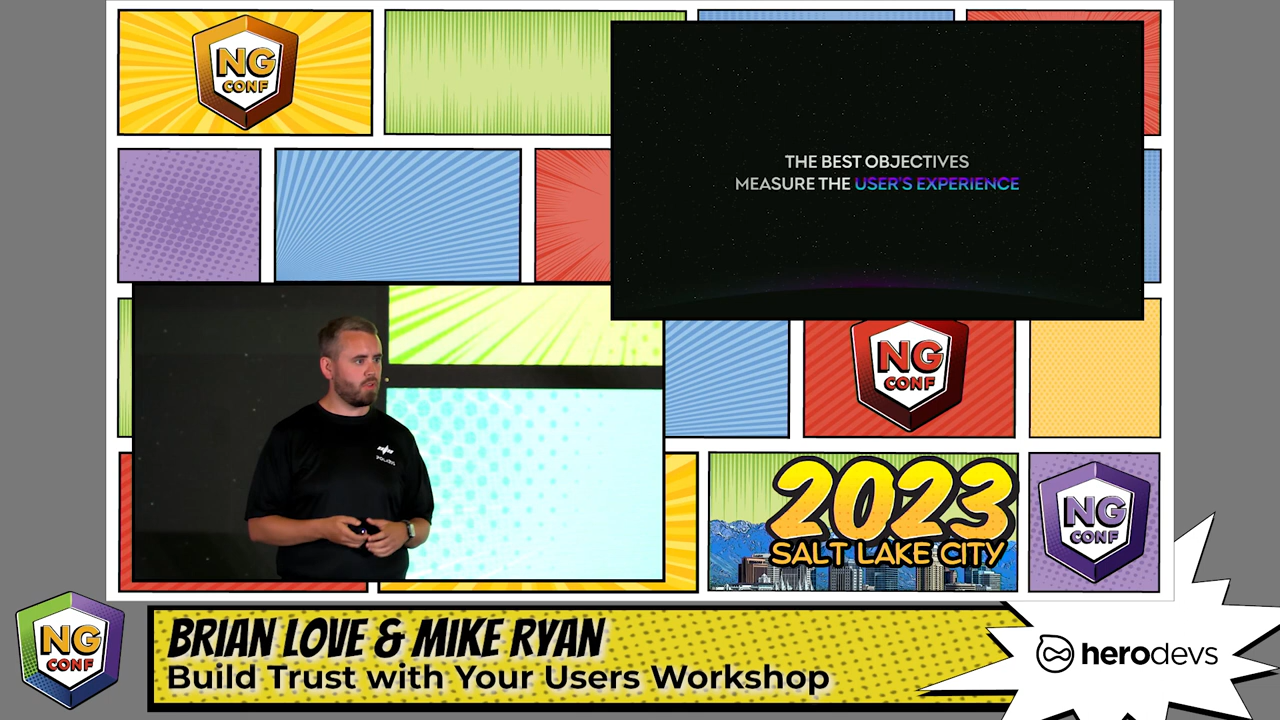 NG
CONF
THE BEST OBJECTIVES
MEASURE THE USER'S EXPERIENCE
NG
CONF
POLARIS
2023
SALT LAKE CITY
NG
CONF
NG
CONF
BRIAN LOVE & MIKE RYAN
Build Trust with Your Users Workshop
herodevs